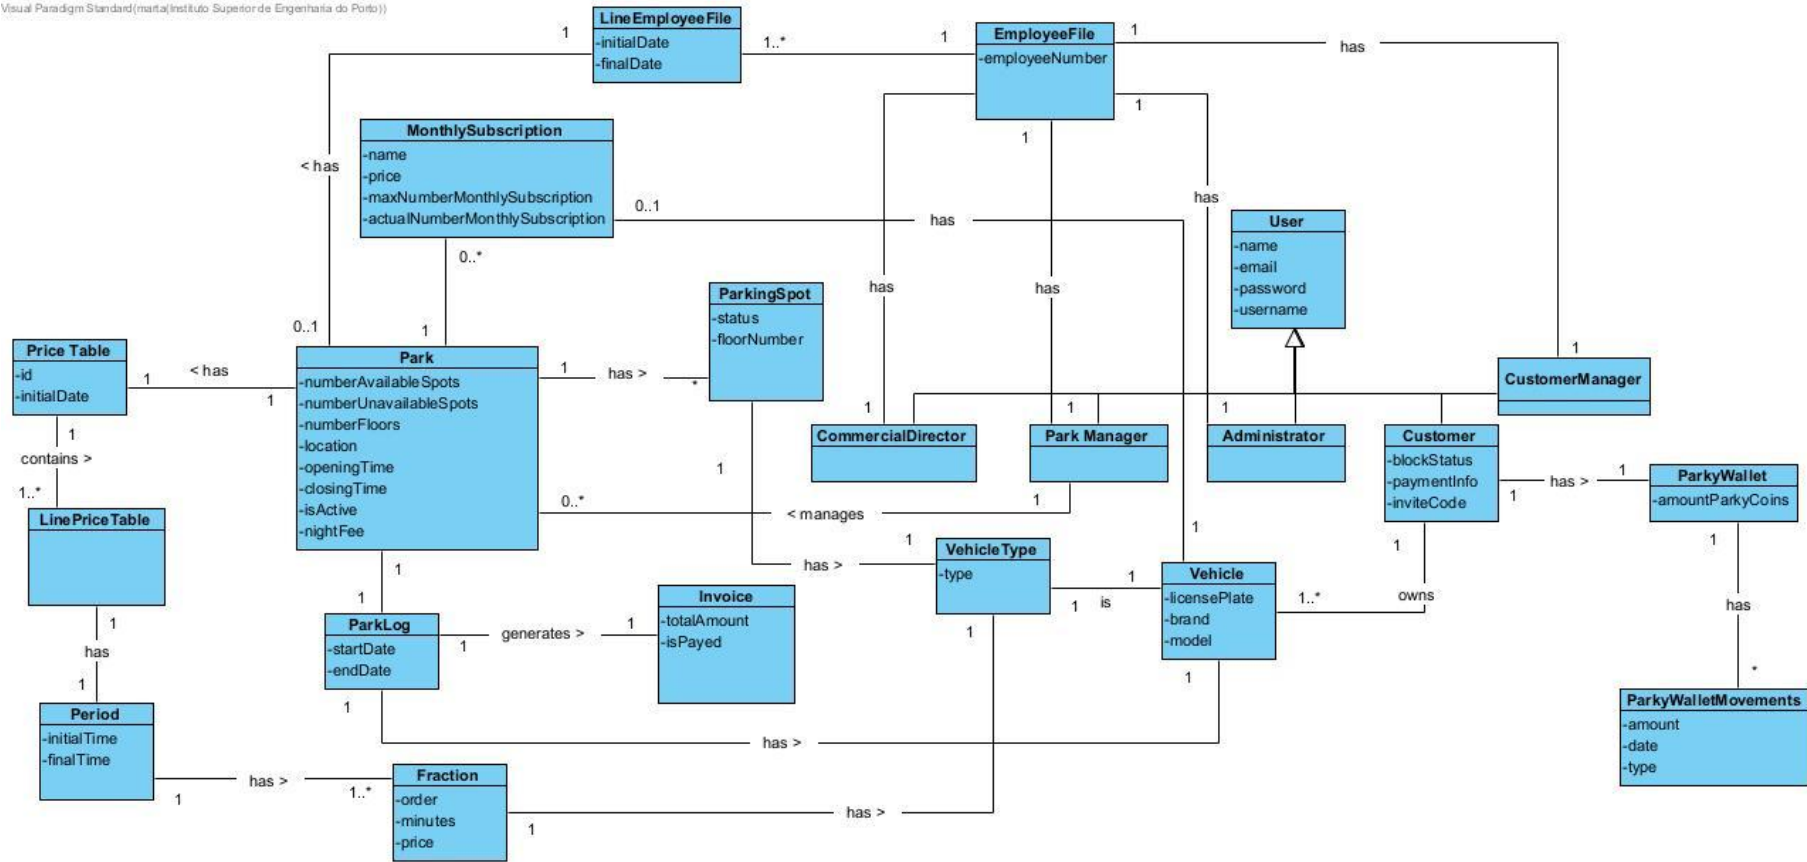 Visual Paradigm Standard(marta(Instituto Superior de Engenharia do Porto))
LineEmployeeFile
-initialDate
-finalDate
1
1..*
1
EmployeeFile
-employeeNumber
1
has
1
1
MonthlySubscription
-name
-price
-maxNumberMonthlySubscription
-actualNumberMonthlySubscription
< has
0..1
has
has
User
-name
-email
-password
-username
0..*
has
has
ParkingSpot
-status
-floorNumber
0..1
1
1
Price Table
-id
-initialDate
1
< has
1
Park
-numberAvailableSpots
-numberUnavailableSpots
-numberFloors
-location
-openingTime
-closingTime
-isActive
-nightFee
1
has >
*
CustomerManager
1
1
1
CommercialDirector
Park Manager
Administrator
Customer
-blockStatus
-paymentInfo
-inviteCode
1
has >
1
ParkyWallet
-amountParkyCoins
1
contains >
1..*
LinePriceTable
1
0..*
< manages
1
1
has >
1
VehicleType
-type
1
is
1
1
Vehicle
-licensePlate
-brand
-model
1..*
owns
1
1
has
*
ParkyWalletMovements
-amount
-date
-type
1
1
ParkLog
-startDate
-endDate
1
generates >
1
Invoice
-totalAmount
-isPayed
1
has
1
Period
-initialTime
-finalTime
1
has >
1
1
has >
1..*
Fraction
-order
-minutes
-price
1
has >
1